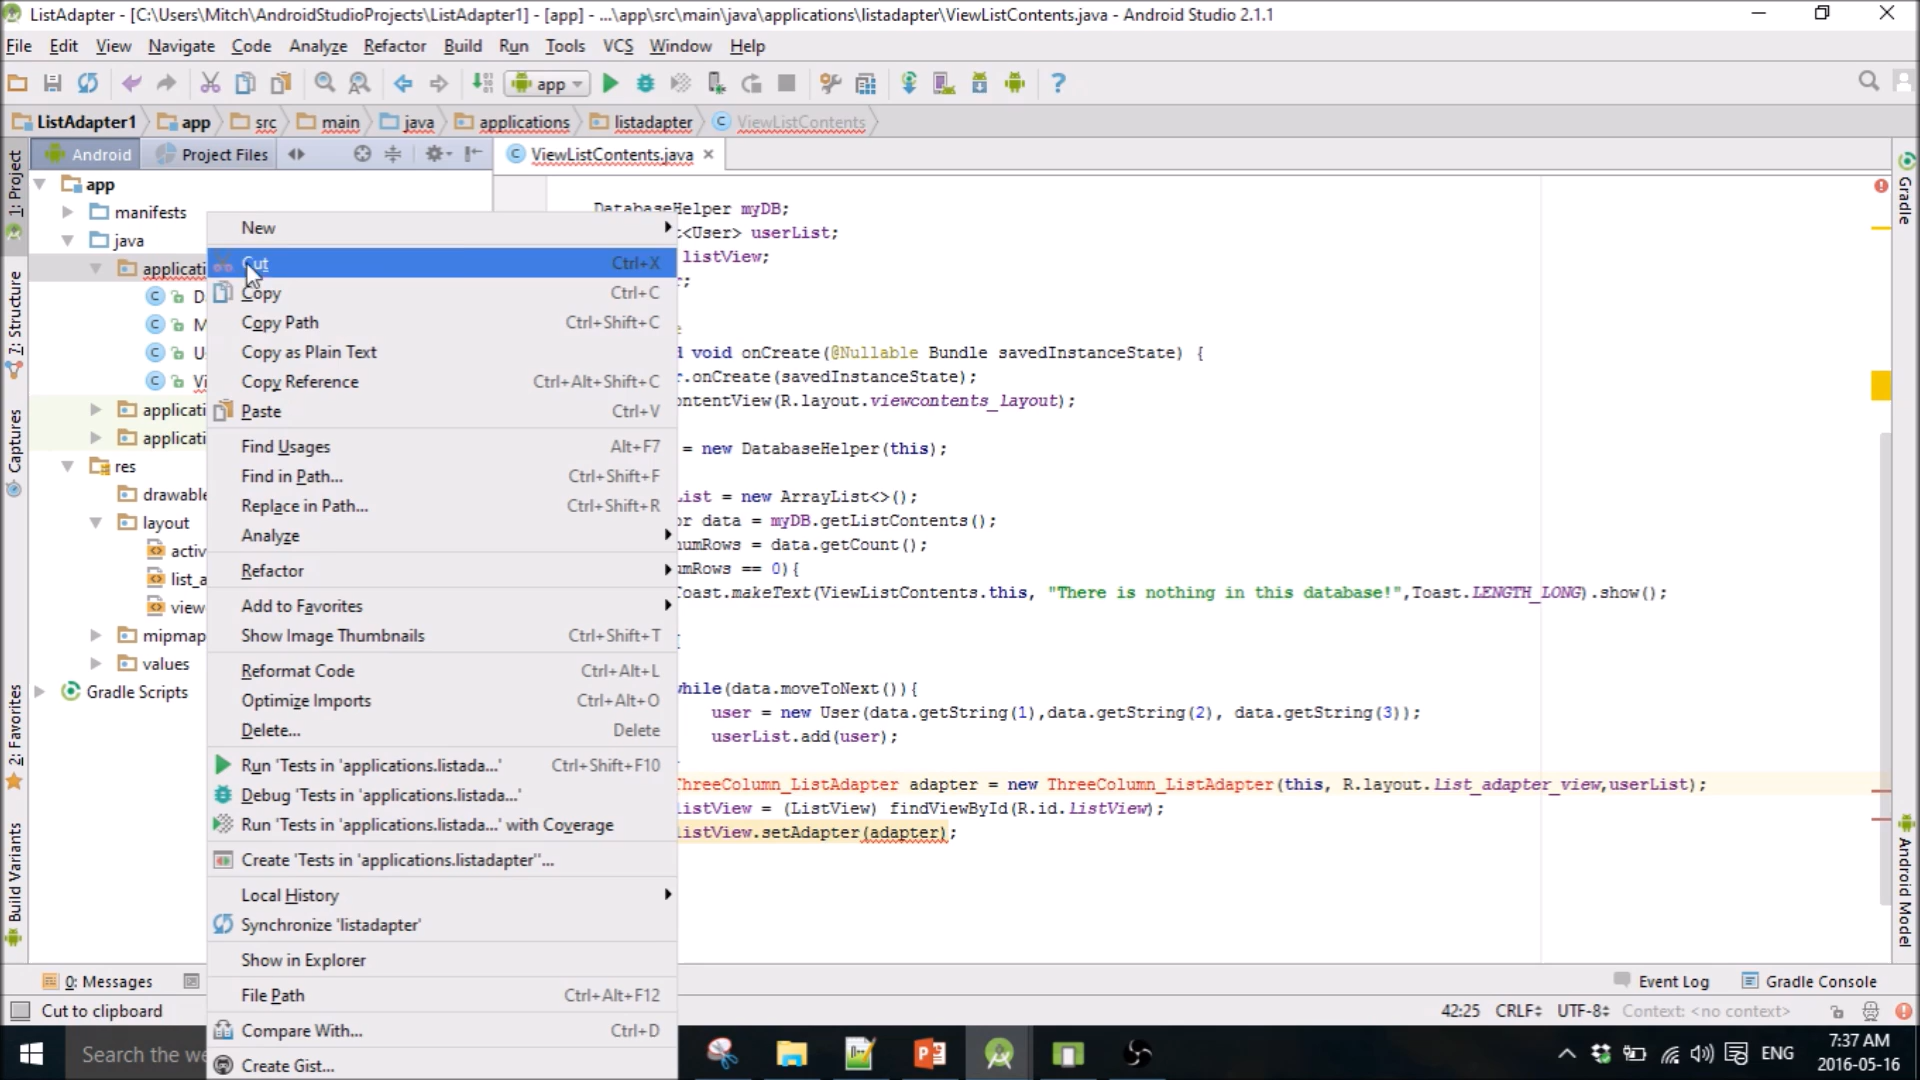 ListAdapter - [C:\Users\Mitch\AndroidStudioProjects\ListAdapter1] - [app] - ...\app\src\main\java\applications\listadapter\ViewListContents.java - Android Studio 2.1.1
File Edit View Navigate Code Analyze Refactor Build Run Tools VCS Window Help
app
ListAdapter1 app src main java applications listadapter ViewListContents
Android Project Files
ViewListContents.java
1: Project
7: Structure
Captures
2: Favorites
Build Variants
app
manifests
java
applicati
D
M
U
Vi
applicati
applicati
res
drawable
layout
activ
list_a
view
mipmap
values
Gradle Scripts
New
Cut Ctrl+X
Copy Ctrl+C
Copy Path Ctrl+Shift+C
Copy as Plain Text
Copy Reference Ctrl+Alt+Shift+C
Paste Ctrl+V
Find Usages Alt+F7
Find in Path... Ctrl+Shift+F
Replace in Path... Ctrl+Shift+R
Analyze
Refactor
Add to Favorites
Show Image Thumbnails Ctrl+Shift+T
Reformat Code Ctrl+Alt+L
Optimize Imports Ctrl+Alt+O
Delete... Delete
Run 'Tests in 'applications.listada...' Ctrl+Shift+F10
Debug 'Tests in 'applications.listada...'
Run 'Tests in 'applications.listada...' with Coverage
Create 'Tests in 'applications.listadapter''...
Local History
Synchronize 'listadapter'
Show in Explorer
File Path Ctrl+Alt+F12
Compare With... Ctrl+D
Create Gist...
DatabaseHelper myDB;
t<User> userList;
listView;
r;
e
d void onCreate(@Nullable Bundle savedInstanceState) {
r.onCreate(savedInstanceState);
ntentView(R.layout.viewcontents_layout);
= new DatabaseHelper(this);
List = new ArrayList<>();
or data = myDB.getListContents();
numRows = data.getCount();
umRows == 0){
Toast.makeText(ViewListContents.this, "There is nothing in this database!",Toast.LENGTH_LONG).show();
{
while(data.moveToNext()){
user = new User(data.getString(1),data.getString(2), data.getString(3));
userList.add(user);
ThreeColumn_ListAdapter adapter = new ThreeColumn_ListAdapter(this, R.layout.list_adapter_view,userList);
listView = (ListView) findViewById(R.id.listView);
listView.setAdapter(adapter);
Gradle
Android Model
0: Messages
Event Log Gradle Console
Cut to clipboard
42:25 CRLF UTF-8 Context: <no context>
Search the we
ENG
7:37 AM
2016-05-16